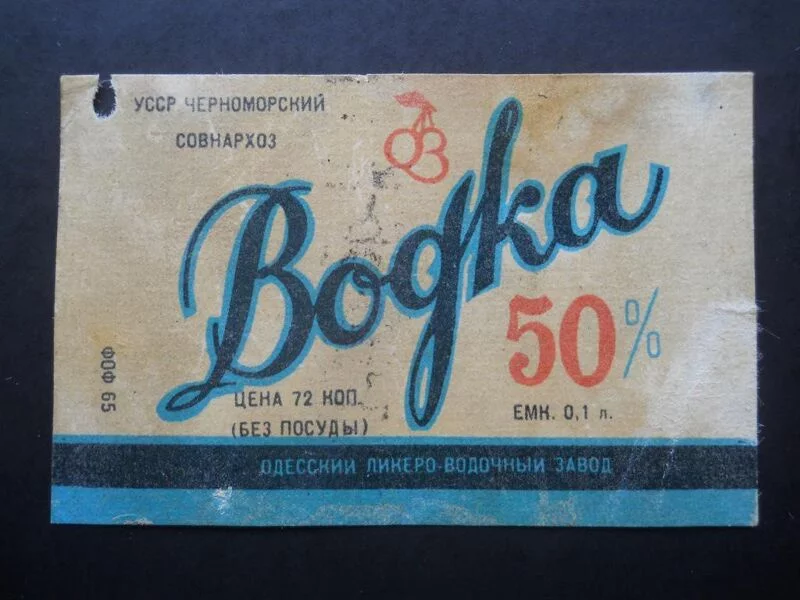 УССР ЧЕРНОМОРСКИЙ
СОВНАРХОЗ
ОЗ
Водка
50%
ФОФ 65
ЦЕНА 72 КОП.
(БЕЗ ПОСУДЫ)
ЕМК. 0,1 л.
ОДЕССКИЙ ЛИКЕРО-ВОДОЧНЫЙ ЗАВОД